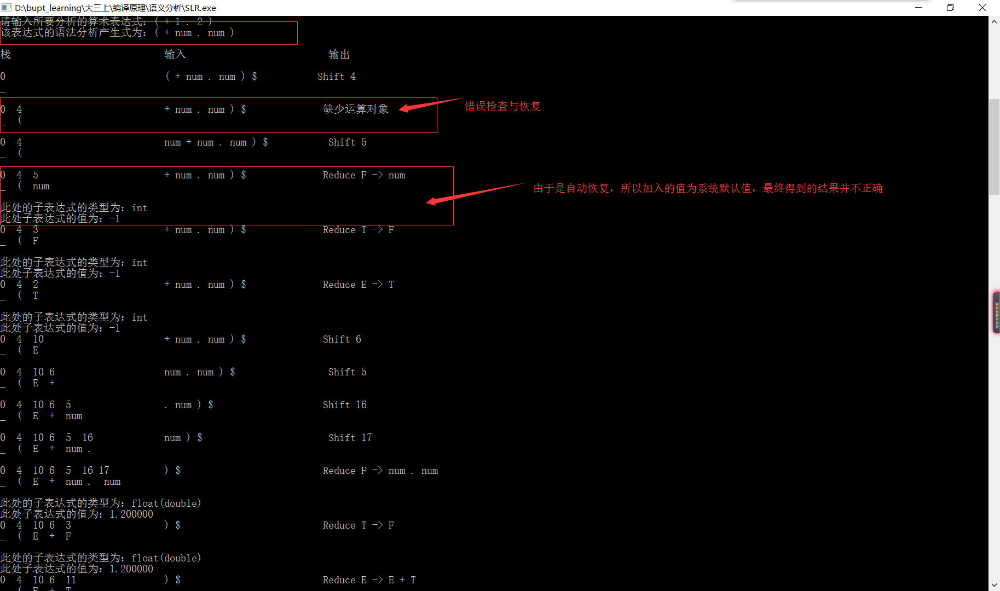 D:\bupt_learning\大三上\编译原理\语义分析\SLR.exe
请输入所要分析的算术表达式：( + 1 . 2 )
该表达式的语法分析产生式为：( + num . num )
栈 输入 输出
0 ( + num . num ) $ Shift 4
_
0 4 + num . num ) $ 缺少运算对象
_ (
错误检查与恢复
0 4 num + num . num ) $ Shift 5
_ (
0 4 5 + num . num ) $ Reduce F -> num
_ ( num
由于是自动恢复，所以加入的值为系统默认值，最终得到的结果并不正确
此处的子表达式的类型为：int
此处子表达式的值为：-1
0 4 3 + num . num ) $ Reduce T -> F
_ ( F
此处的子表达式的类型为：int
此处子表达式的值为：-1
0 4 2 + num . num ) $ Reduce E -> T
_ ( T
此处的子表达式的类型为：int
此处子表达式的值为：-1
0 4 10 + num . num ) $ Shift 6
_ ( E
0 4 10 6 num . num ) $ Shift 5
_ ( E +
0 4 10 6 5 . num ) $ Shift 16
_ ( E + num
0 4 10 6 5 16 num ) $ Shift 17
_ ( E + num .
0 4 10 6 5 16 17 ) $ Reduce F -> num . num
_ ( E + num . num
此处的子表达式的类型为：float(double)
此处子表达式的值为：1.200000
0 4 10 6 3 ) $ Reduce T -> F
_ ( E + F
此处的子表达式的类型为：float(double)
此处子表达式的值为：1.200000
0 4 10 6 11 ) $ Reduce E -> E + T
( E + T